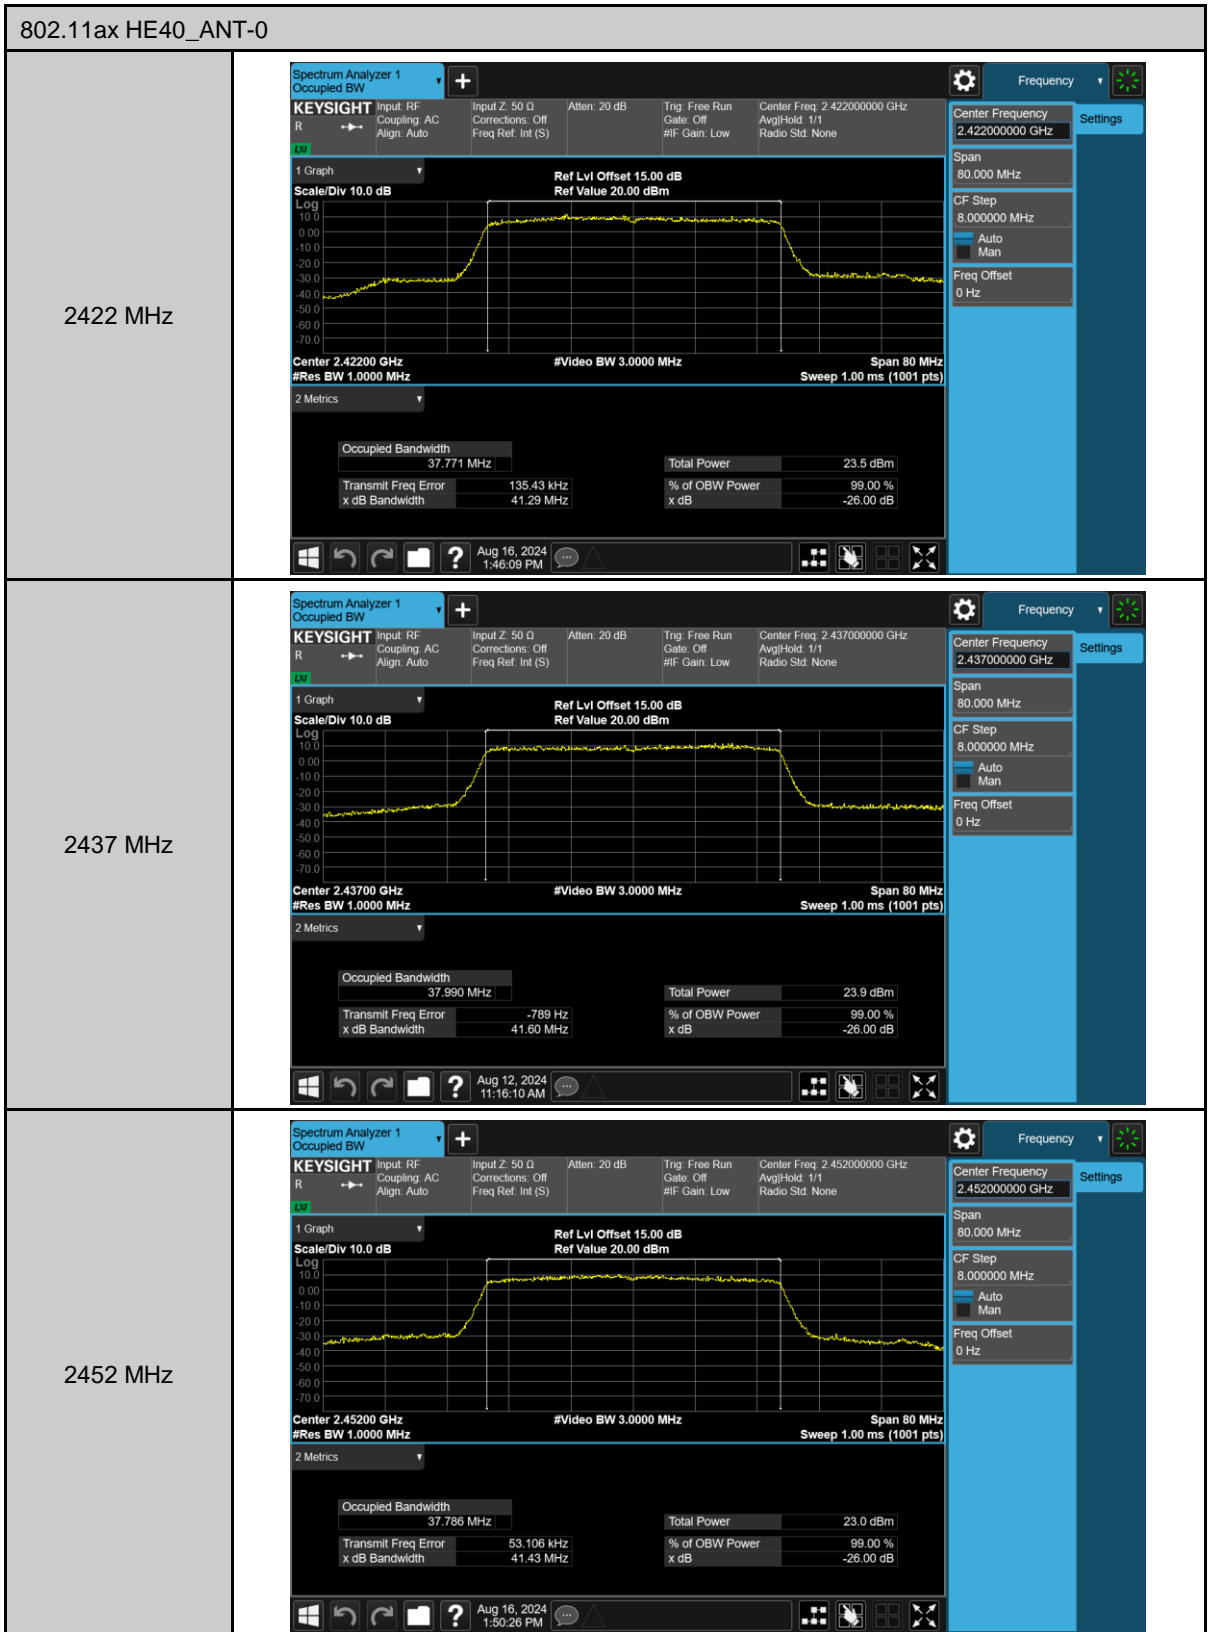 802.11ax HE40_ANT-0
2422 MHz
Spectrum Analyzer 1
Occupied BW
Frequency
KEYSIGHT
R
LXI
Input: RF
Coupling: AC
Align: Auto
Input Z: 50 Ω
Corrections: Off
Freq Ref: Int (S)
Atten: 20 dB
Trig: Free Run
Gate: Off
#IF Gain: Low
Center Freq: 2.422000000 GHz
Avg|Hold: 1/1
Radio Std: None
Center Frequency
2.422000000 GHz
Settings
Span
80.000 MHz
CF Step
8.000000 MHz
Auto
Man
Freq Offset
0 Hz
1 Graph
Scale/Div 10.0 dB
Ref Lvl Offset 15.00 dB
Ref Value 20.00 dBm
Log
10.0
0.00
-10.0
-20.0
-30.0
-40.0
-50.0
-60.0
-70.0
Center 2.42200 GHz
#Video BW 3.0000 MHz
Span 80 MHz
#Res BW 1.0000 MHz
Sweep 1.00 ms (1001 pts)
2 Metrics
Occupied Bandwidth
37.771 MHz
Total Power 23.5 dBm
Transmit Freq Error 135.43 kHz
% of OBW Power 99.00 %
x dB Bandwidth 41.29 MHz
x dB -26.00 dB
Aug 16, 2024
1:46:09 PM
2437 MHz
Spectrum Analyzer 1
Occupied BW
Frequency
KEYSIGHT
R
LXI
Input: RF
Coupling: AC
Align: Auto
Input Z: 50 Ω
Corrections: Off
Freq Ref: Int (S)
Atten: 20 dB
Trig: Free Run
Gate: Off
#IF Gain: Low
Center Freq: 2.437000000 GHz
Avg|Hold: 1/1
Radio Std: None
Center Frequency
2.437000000 GHz
Settings
Span
80.000 MHz
CF Step
8.000000 MHz
Auto
Man
Freq Offset
0 Hz
1 Graph
Scale/Div 10.0 dB
Ref Lvl Offset 15.00 dB
Ref Value 20.00 dBm
Log
10.0
0.00
-10.0
-20.0
-30.0
-40.0
-50.0
-60.0
-70.0
Center 2.43700 GHz
#Video BW 3.0000 MHz
Span 80 MHz
#Res BW 1.0000 MHz
Sweep 1.00 ms (1001 pts)
2 Metrics
Occupied Bandwidth
37.990 MHz
Total Power 23.9 dBm
Transmit Freq Error -789 Hz
% of OBW Power 99.00 %
x dB Bandwidth 41.60 MHz
x dB -26.00 dB
Aug 12, 2024
11:16:10 AM
2452 MHz
Spectrum Analyzer 1
Occupied BW
Frequency
KEYSIGHT
R
LXI
Input: RF
Coupling: AC
Align: Auto
Input Z: 50 Ω
Corrections: Off
Freq Ref: Int (S)
Atten: 20 dB
Trig: Free Run
Gate: Off
#IF Gain: Low
Center Freq: 2.452000000 GHz
Avg|Hold: 1/1
Radio Std: None
Center Frequency
2.452000000 GHz
Settings
Span
80.000 MHz
CF Step
8.000000 MHz
Auto
Man
Freq Offset
0 Hz
1 Graph
Scale/Div 10.0 dB
Ref Lvl Offset 15.00 dB
Ref Value 20.00 dBm
Log
10.0
0.00
-10.0
-20.0
-30.0
-40.0
-50.0
-60.0
-70.0
Center 2.45200 GHz
#Video BW 3.0000 MHz
Span 80 MHz
#Res BW 1.0000 MHz
Sweep 1.00 ms (1001 pts)
2 Metrics
Occupied Bandwidth
37.786 MHz
Total Power 23.0 dBm
Transmit Freq Error 53.106 kHz
% of OBW Power 99.00 %
x dB Bandwidth 41.43 MHz
x dB -26.00 dB
Aug 16, 2024
1:50:26 PM